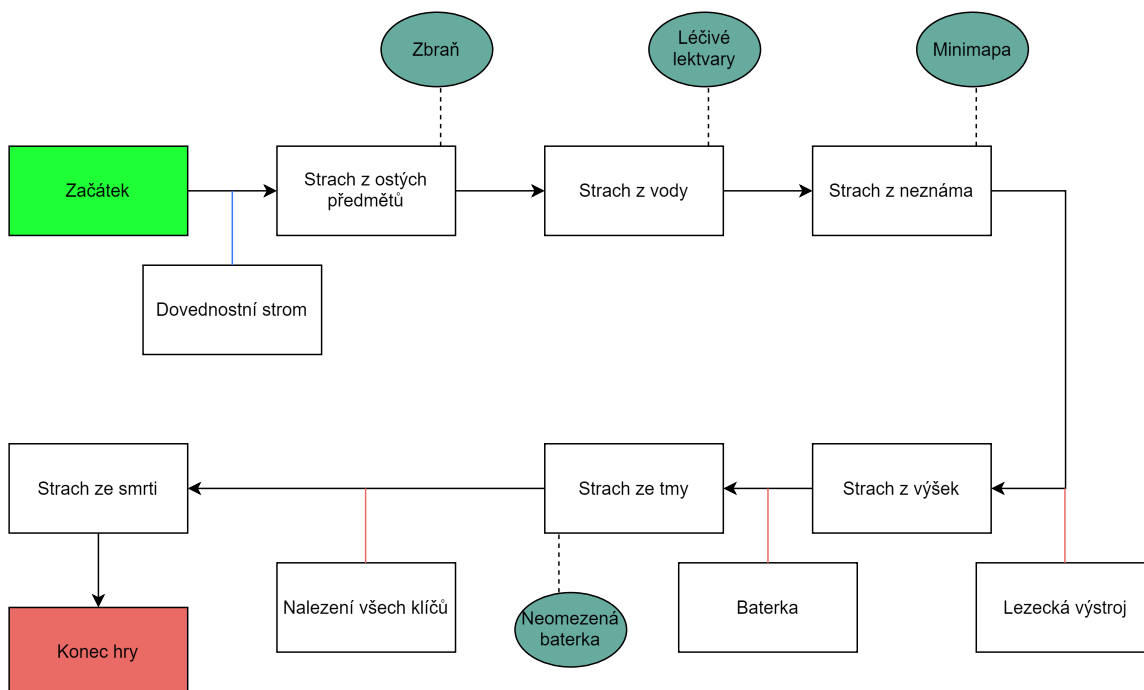 Zbraň
Léčivé
lektvary
Minimapa
Začátek
Strach z ostých
předmětů
Strach z vody
Strach z neznáma
Dovednostní strom
Strach ze smrti
Strach ze tmy
Strach z výšek
Nalezení všech klíčů
Neomezená
baterka
Baterka
Lezecká výstroj
Konec hry